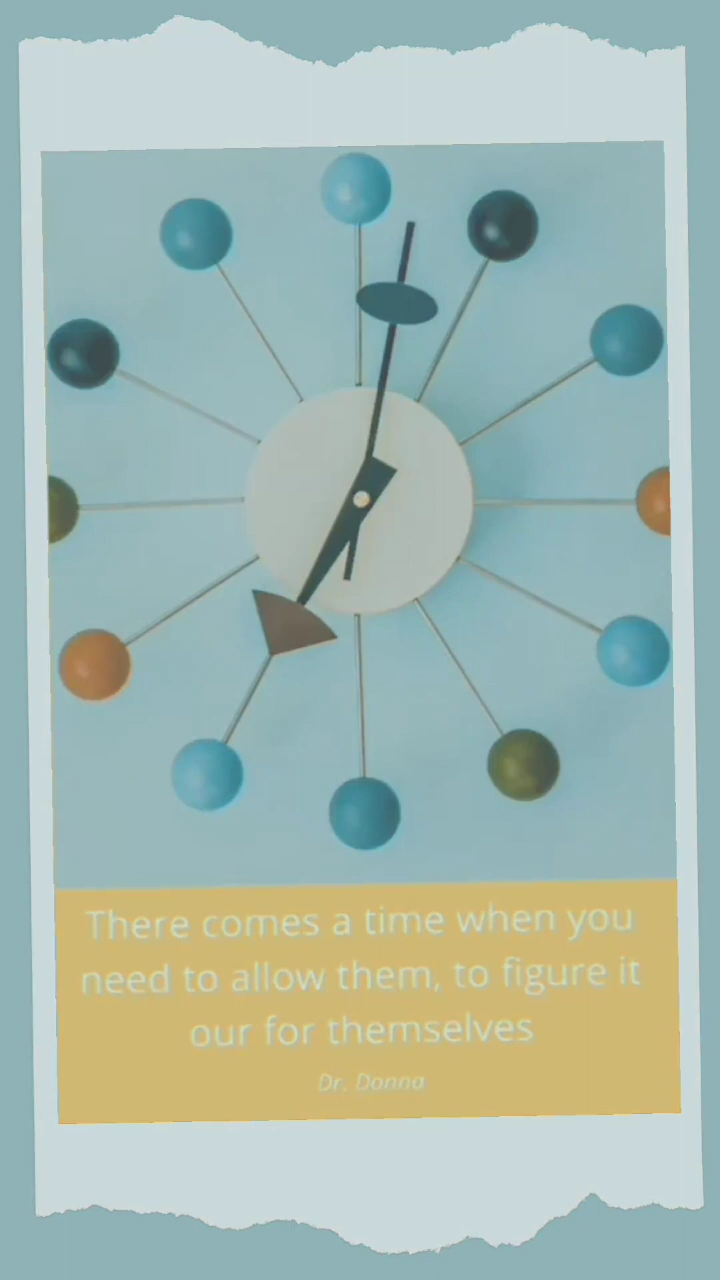 There comes a time when you
need to allow them, to figure it
our for themselves
Dr. Donna